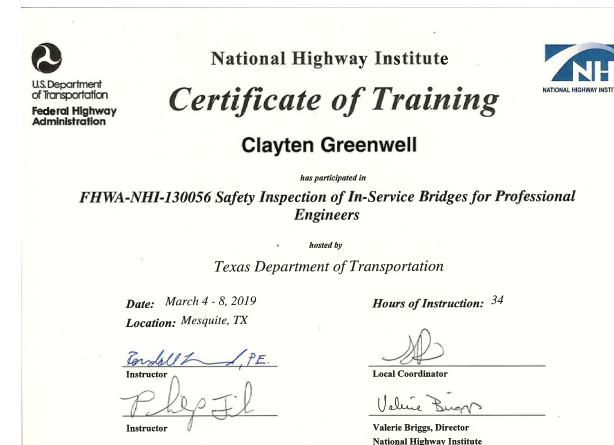 National Highway Institute
U.S. Department
of Transportation
Federal Highway
Administration
NH
NATIONAL HIGHWAY INSTIT
Certificate of Training
Clayten Greenwell
has participated in
FHWA-NHI-130056 Safety Inspection of In-Service Bridges for Professional
Engineers
hosted by
Texas Department of Transportation
Date: March 4 - 8, 2019
Hours of Instruction: 34
Location: Mesquite, TX
P.E.
Instructor
Local Coordinator
Valerie Briggs
Instructor
Valerie Briggs, Director
National Highway Institute